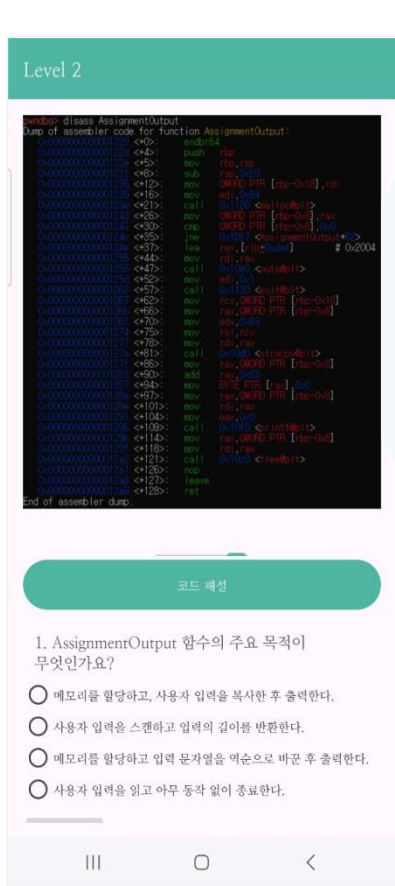 Level 2
pwndbg> disass AssignmentOutput
Dump of assembler code for function AssignmentOutput:
<+0>: endbr64
<+4>: push rbp
<+5>: mov rbp,rsp
<+8>: sub rsp,0x20
<+12>: mov QWORD PTR [rbp-0x18],rdi
<+16>: mov edi,0x64
<+21>: call 0x1120 <malloc@plt>
<+26>: mov QWORD PTR [rbp-0x8],rax
<+30>: cmp QWORD PTR [rbp-0x8],0x0
<+35>: jne 0x1267 <AssignmentOutput+62>
<+37>: lea rax,[rip+0xdaf] # 0x2004
<+44>: mov rdi,rax
<+47>: call <puts@plt>
<+52>: mov edi,0x1
<+57>: call 0x1130 <exit@plt>
<+62>: mov rcx,QWORD PTR [rbp-0x18]
<+66>: mov rax,QWORD PTR [rbp-0x8]
<+70>: mov edx,0x63
<+75>: mov rsi,rcx
<+78>: mov rdi,rax
<+81>: call <strncpy@plt>
<+86>: mov rax,QWORD PTR [rbp-0x8]
<+90>: add rax,0x63
<+94>: mov BYTE PTR [rax],0x0
<+97>: mov rax,QWORD PTR [rbp-0x8]
<+101>: mov rdi,rax
<+104>: mov eax,0x0
<+109>: call <printf@plt>
<+114>: mov rax,QWORD PTR [rbp-0x8]
<+118>: mov rdi,rax
<+121>: call <free@plt>
<+126>: nop
<+127>: leave
<+128>: ret
End of assembler dump.
코드 해설
1. AssignmentOutput 함수의 주요 목적이
무엇인가요?
메모리를 할당하고, 사용자 입력을 복사한 후 출력한다.
사용자 입력을 스캔하고 입력의 길이를 반환한다.
메모리를 할당하고 입력 문자열을 역순으로 바꾼 후 출력한다.
사용자 입력을 읽고 아무 동작 없이 종료한다.